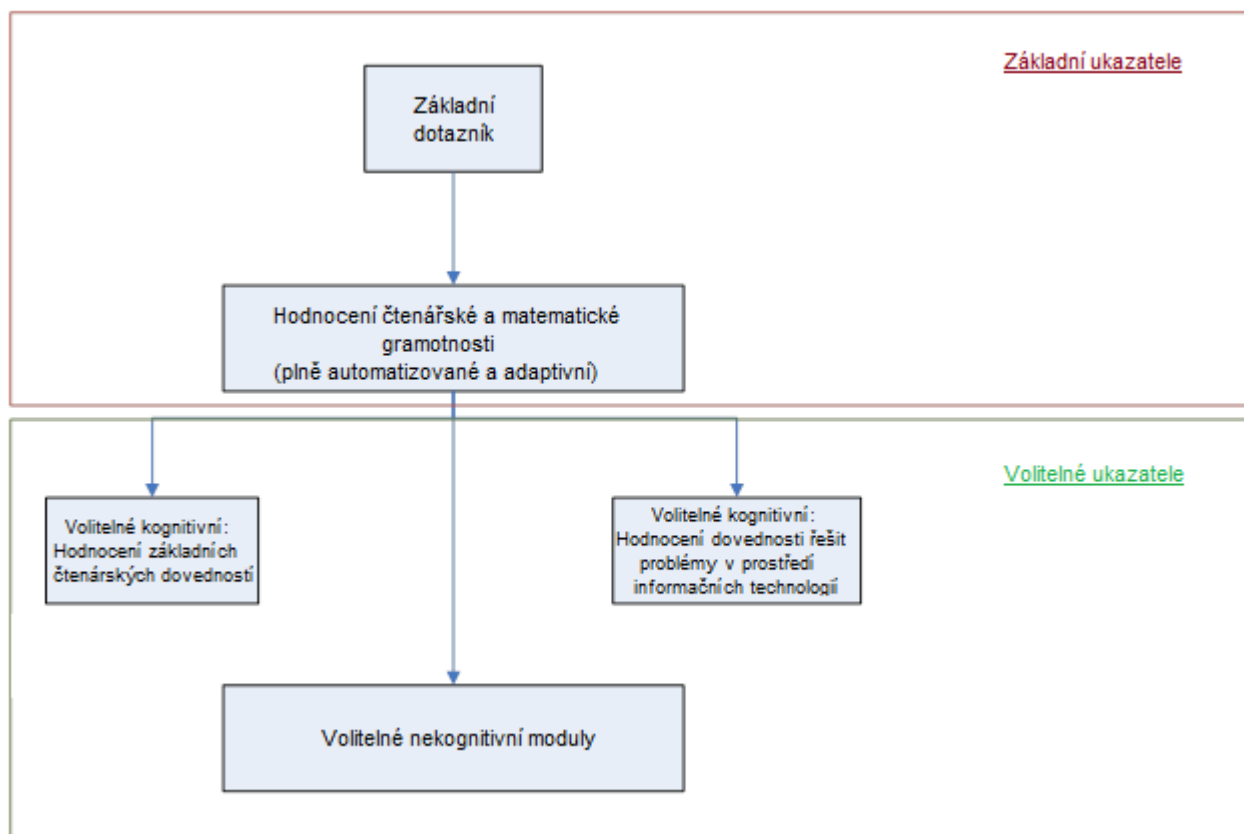 Základní ukazatele
Základní
dotazník
Hodnocení čtenářské a matematické
gramotnosti
(plně automatizované a adaptivní)
Volitelné ukazatele
Volitelné kognitivní:
Hodnocení základních
čtenárských dovedností
Volitelné kognitivní:
Hodnocení dovednosti řešit
problémy v prostředí
informačních technologií
Volitelné nekognitivní moduly